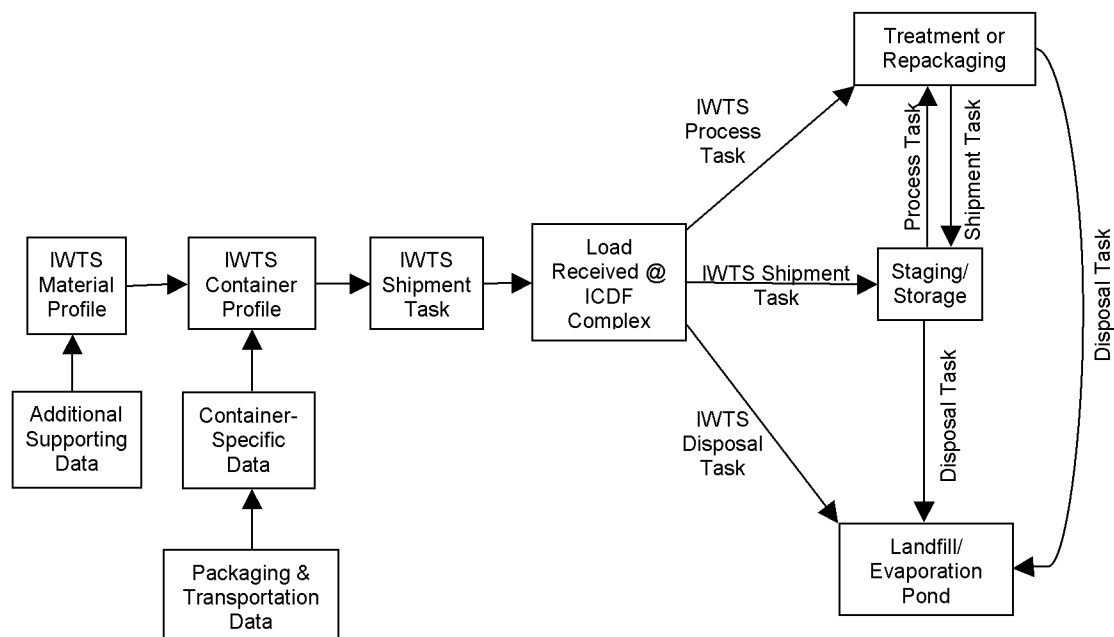 Treatment or
Repackaging
IWTS
Process
Task
Process Task
Shipment Task
Disposal Task
IWTS
Material
Profile
IWTS
Container
Profile
IWTS
Shipment
Task
Load
Received @
ICDF
Complex
IWTS Shipment
Task
Staging/
Storage
Additional
Supporting
Data
Container-
Specific
Data
IWTS
Disposal
Task
Disposal Task
Packaging &
Transportation
Data
Landfill/
Evaporation
Pond